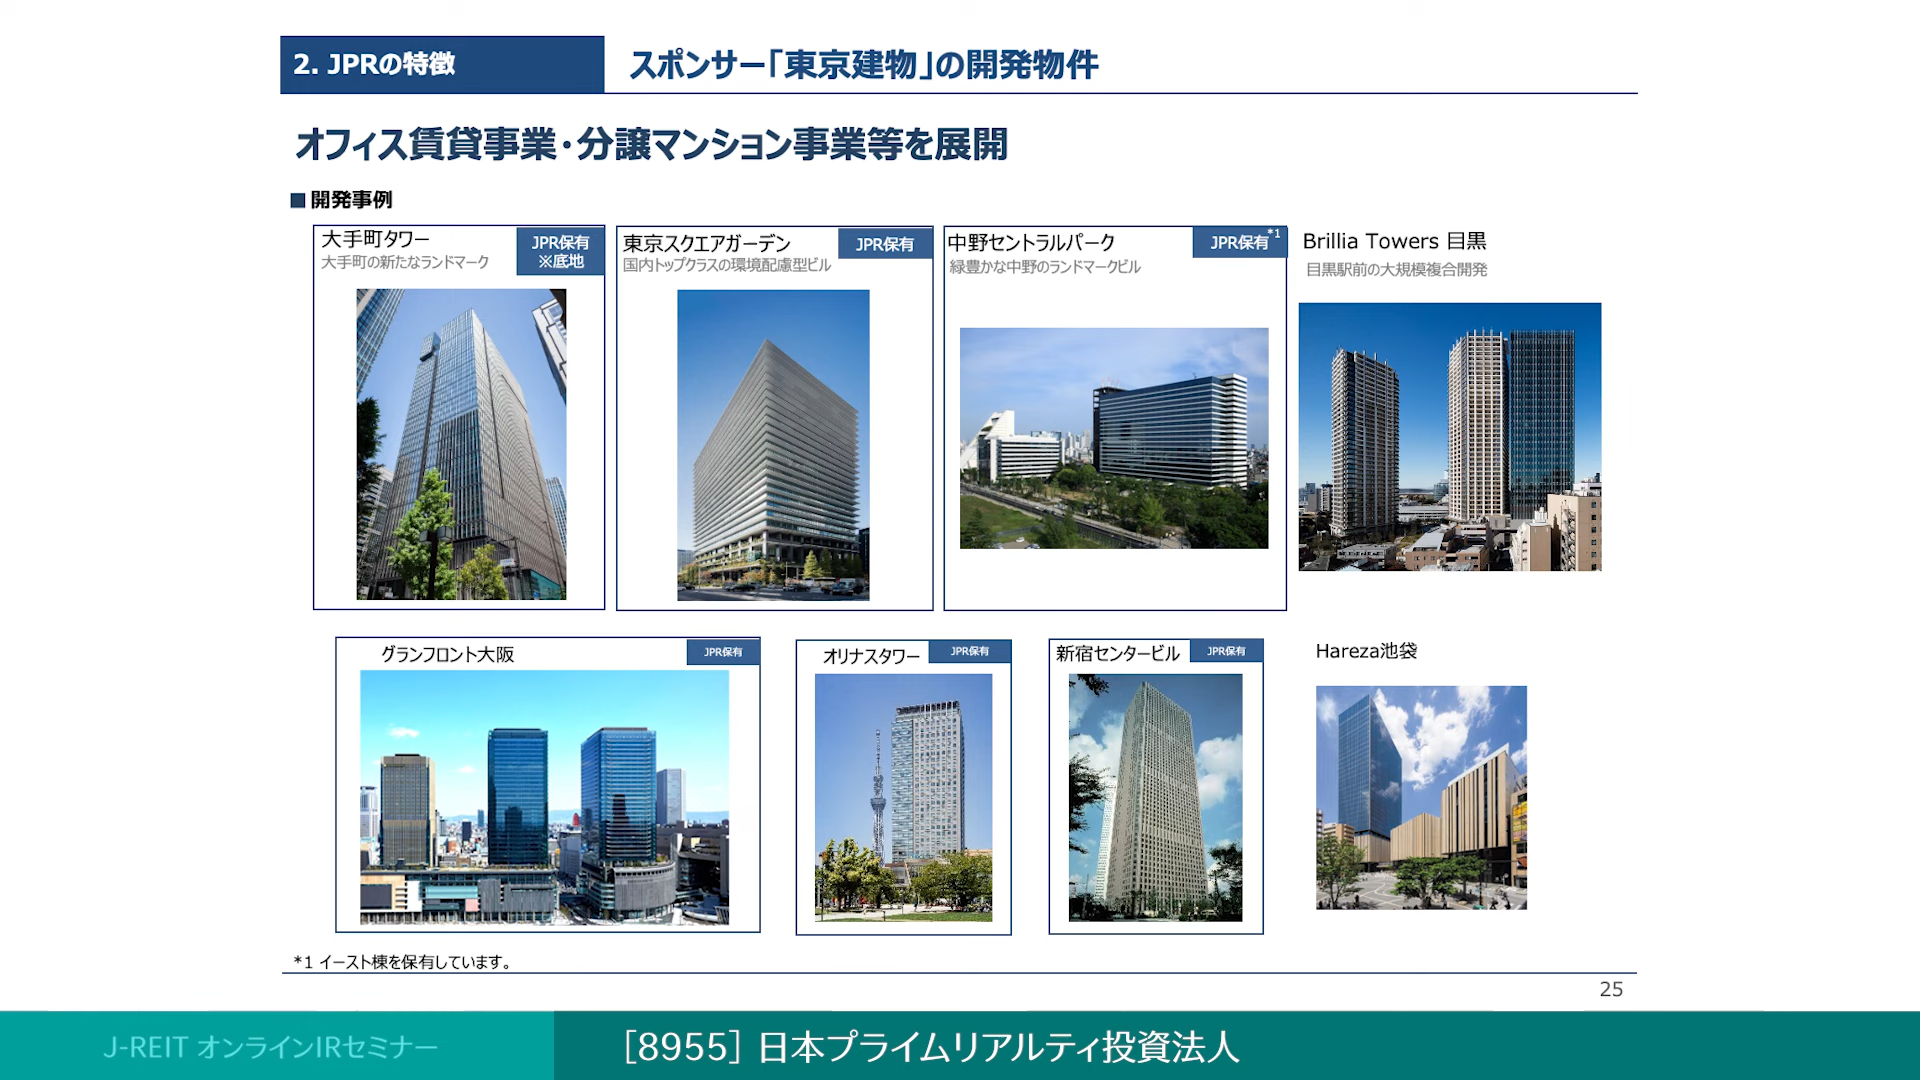 2. JPRの特徴
スポンサー「東京建物」の開発物件
オフィス賃貸事業・分譲マンション事業等を展開
■ 開発事例
大手町タワー
大手町の新たなランドマーク
JPR保有
※底地
東京スクエアガーデン
国内トップクラスの環境配慮型ビル
JPR保有
中野セントラルパーク
緑豊かな中野のランドマークビル
JPR保有*1
Brillia Towers 目黒
目黒駅前の大規模複合開発
グランフロント大阪
JPR保有
オリナスタワー
JPR保有
新宿センタービル
JPR保有
Hareza池袋
*1 イースト棟を保有しています。
25
J-REIT オンラインIRセミナー
［8955］日本プライムリアルティ投資法人